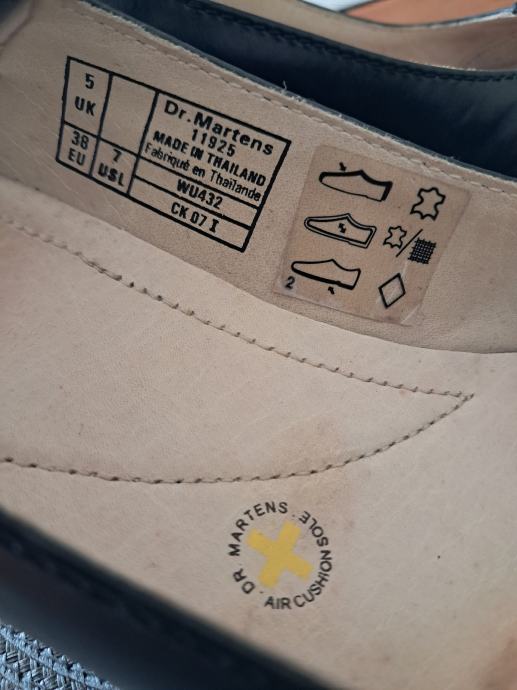 5
UK
38
EU
7
USL
Dr.Martens
11925
MADE IN THAILAND
Fabriqué en Thaïlande
WU432
CK 07 I
2
DR. MARTENS . AIR CUSHION SOLE